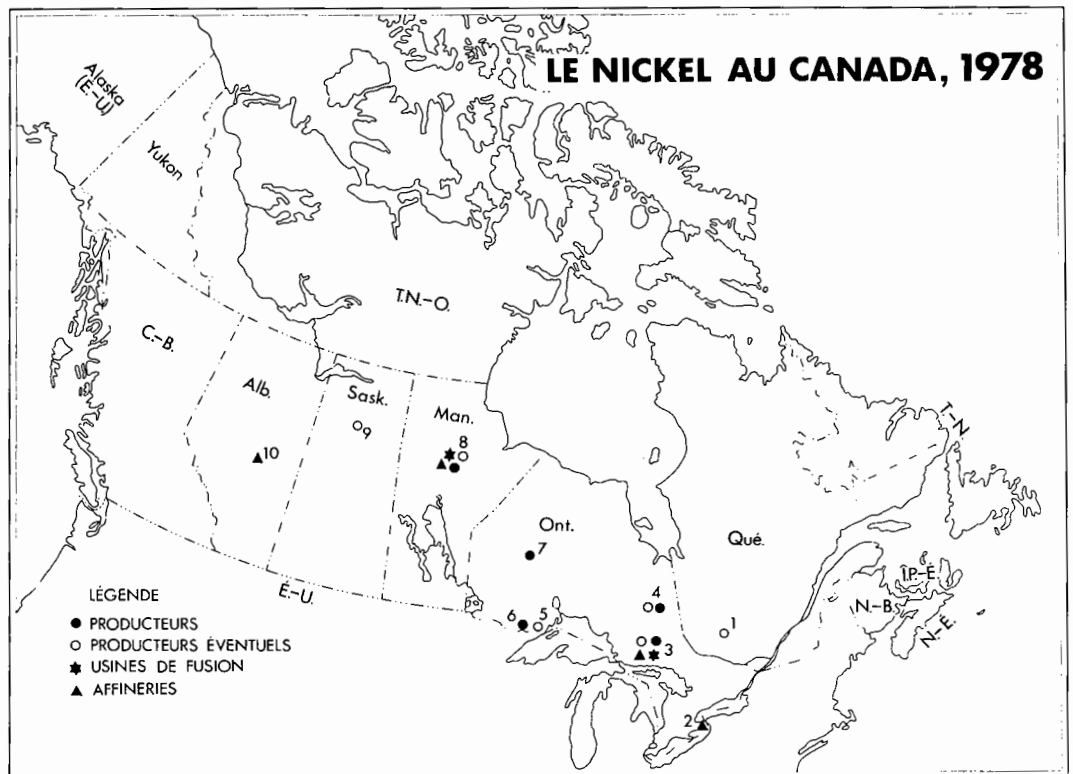 LE NICKEL AU CANADA, 1978
Alaska
(É.-U.)
Yukon
T.N.-O.
C.-B.
Alb.
Sask.
Man.
9
8
10
T.-N.
Ont.
Qué.
7
É.-U.
Î.P.-É.
N.-B.
N.-É.
4
6
5
1
3
2
LÉGENDE
PRODUCTEURS
PRODUCTEURS ÉVENTUELS
USINES DE FUSION
AFFINERIES